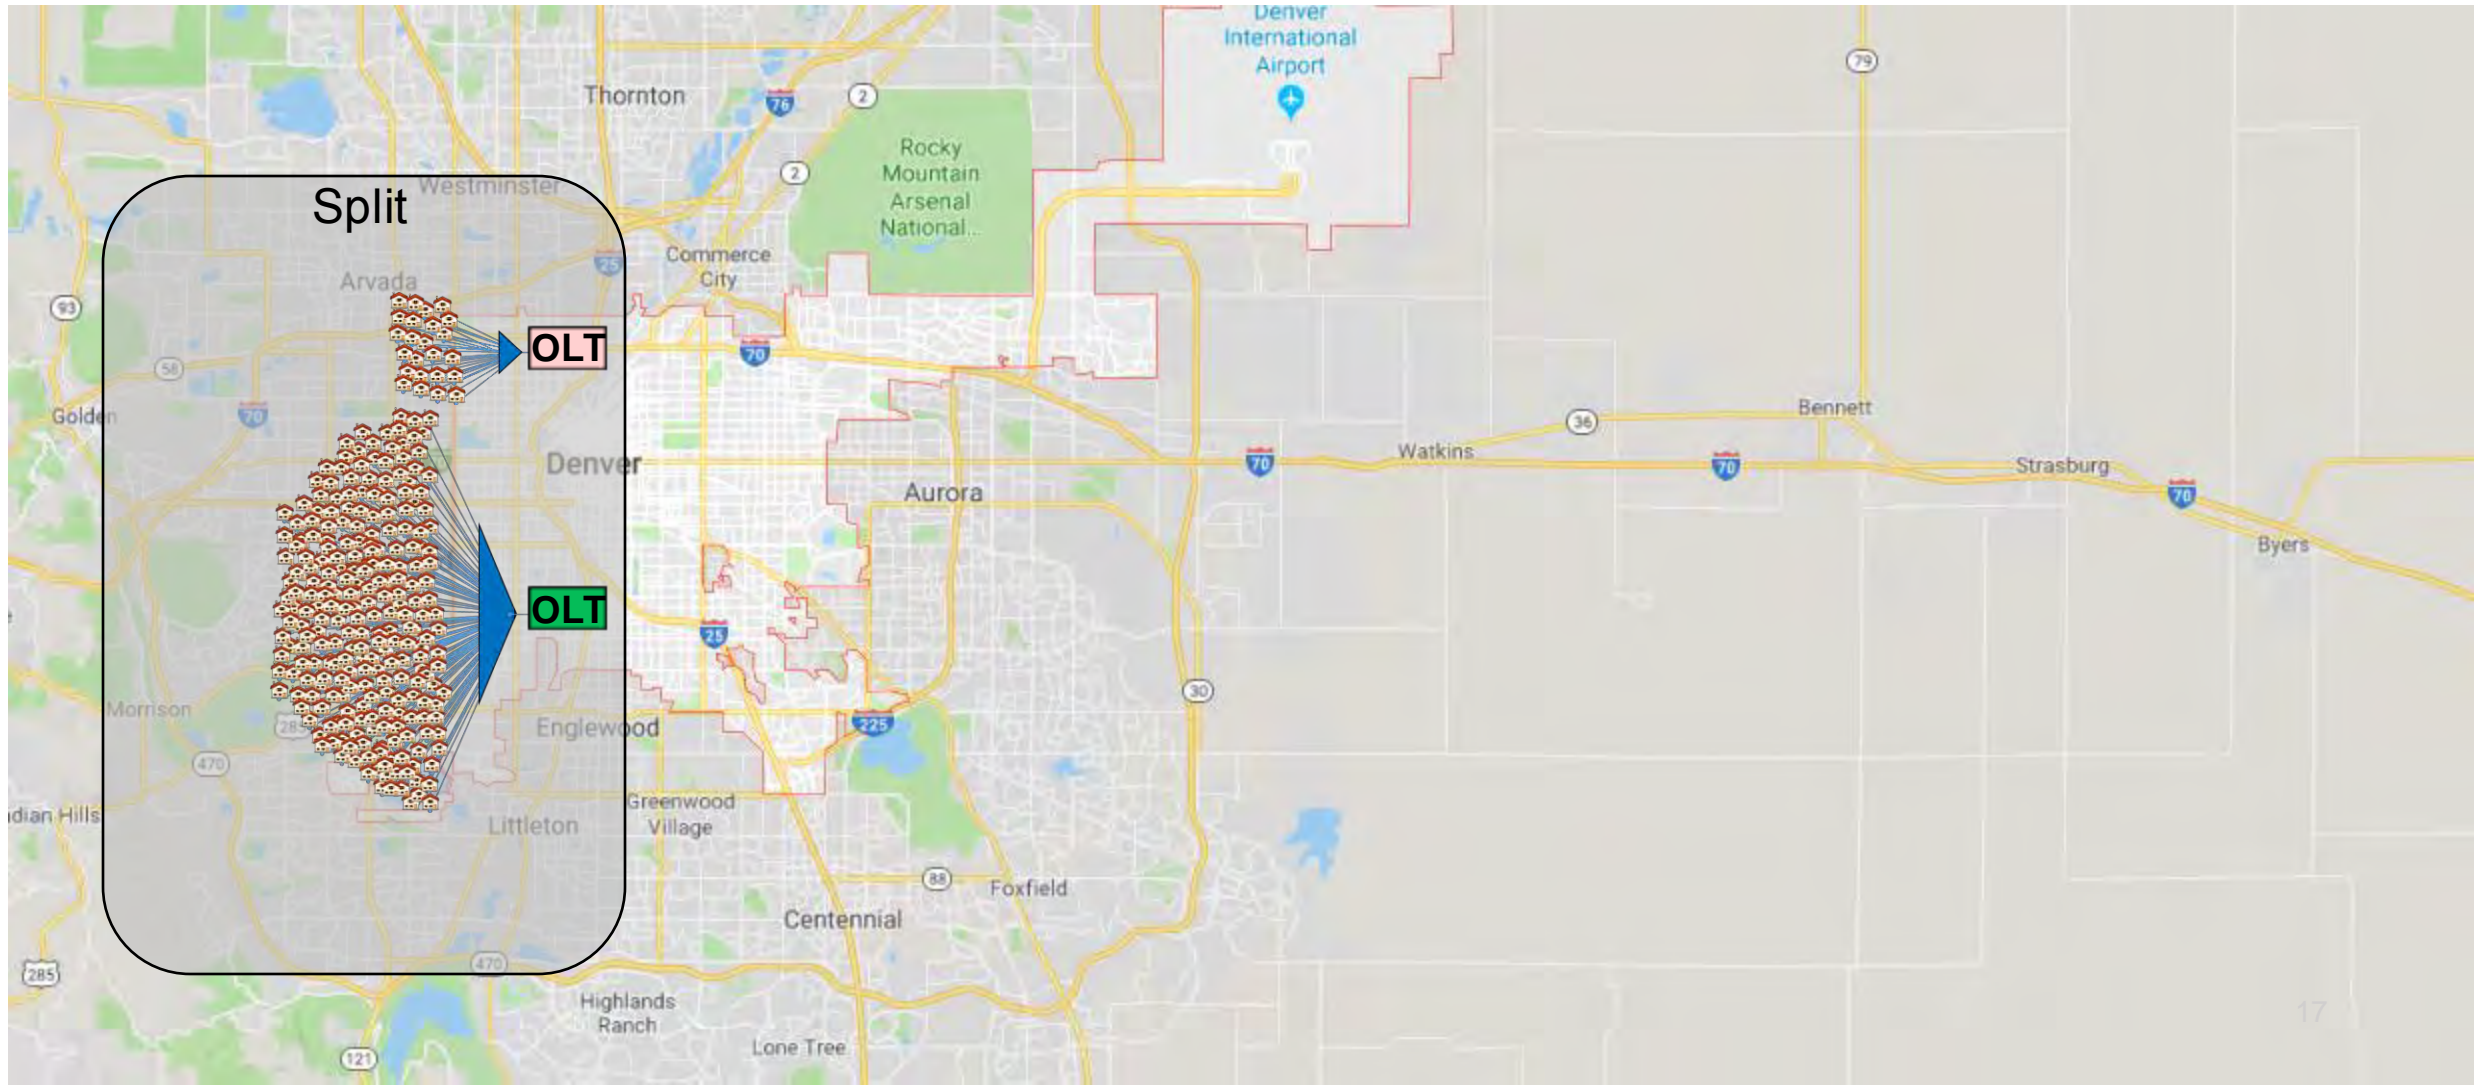 Denver
International
Airport
79
Thornton
76
2
Rocky
Mountain
Arsenal
National...
2
Westminster
Split
Commerce
City
25
Arvada
93
OLT
70
58
Golden
70
36
Bennett
Watkins
Denver
70
70
Strasburg
70
Aurora
Byers
OLT
25
30
Morrison
285
Englewood
225
470
Greenwood
Village
dian Hills
Littleton
88
Foxfield
Centennial
470
285
Highlands
Ranch
17
Lone Tree
121